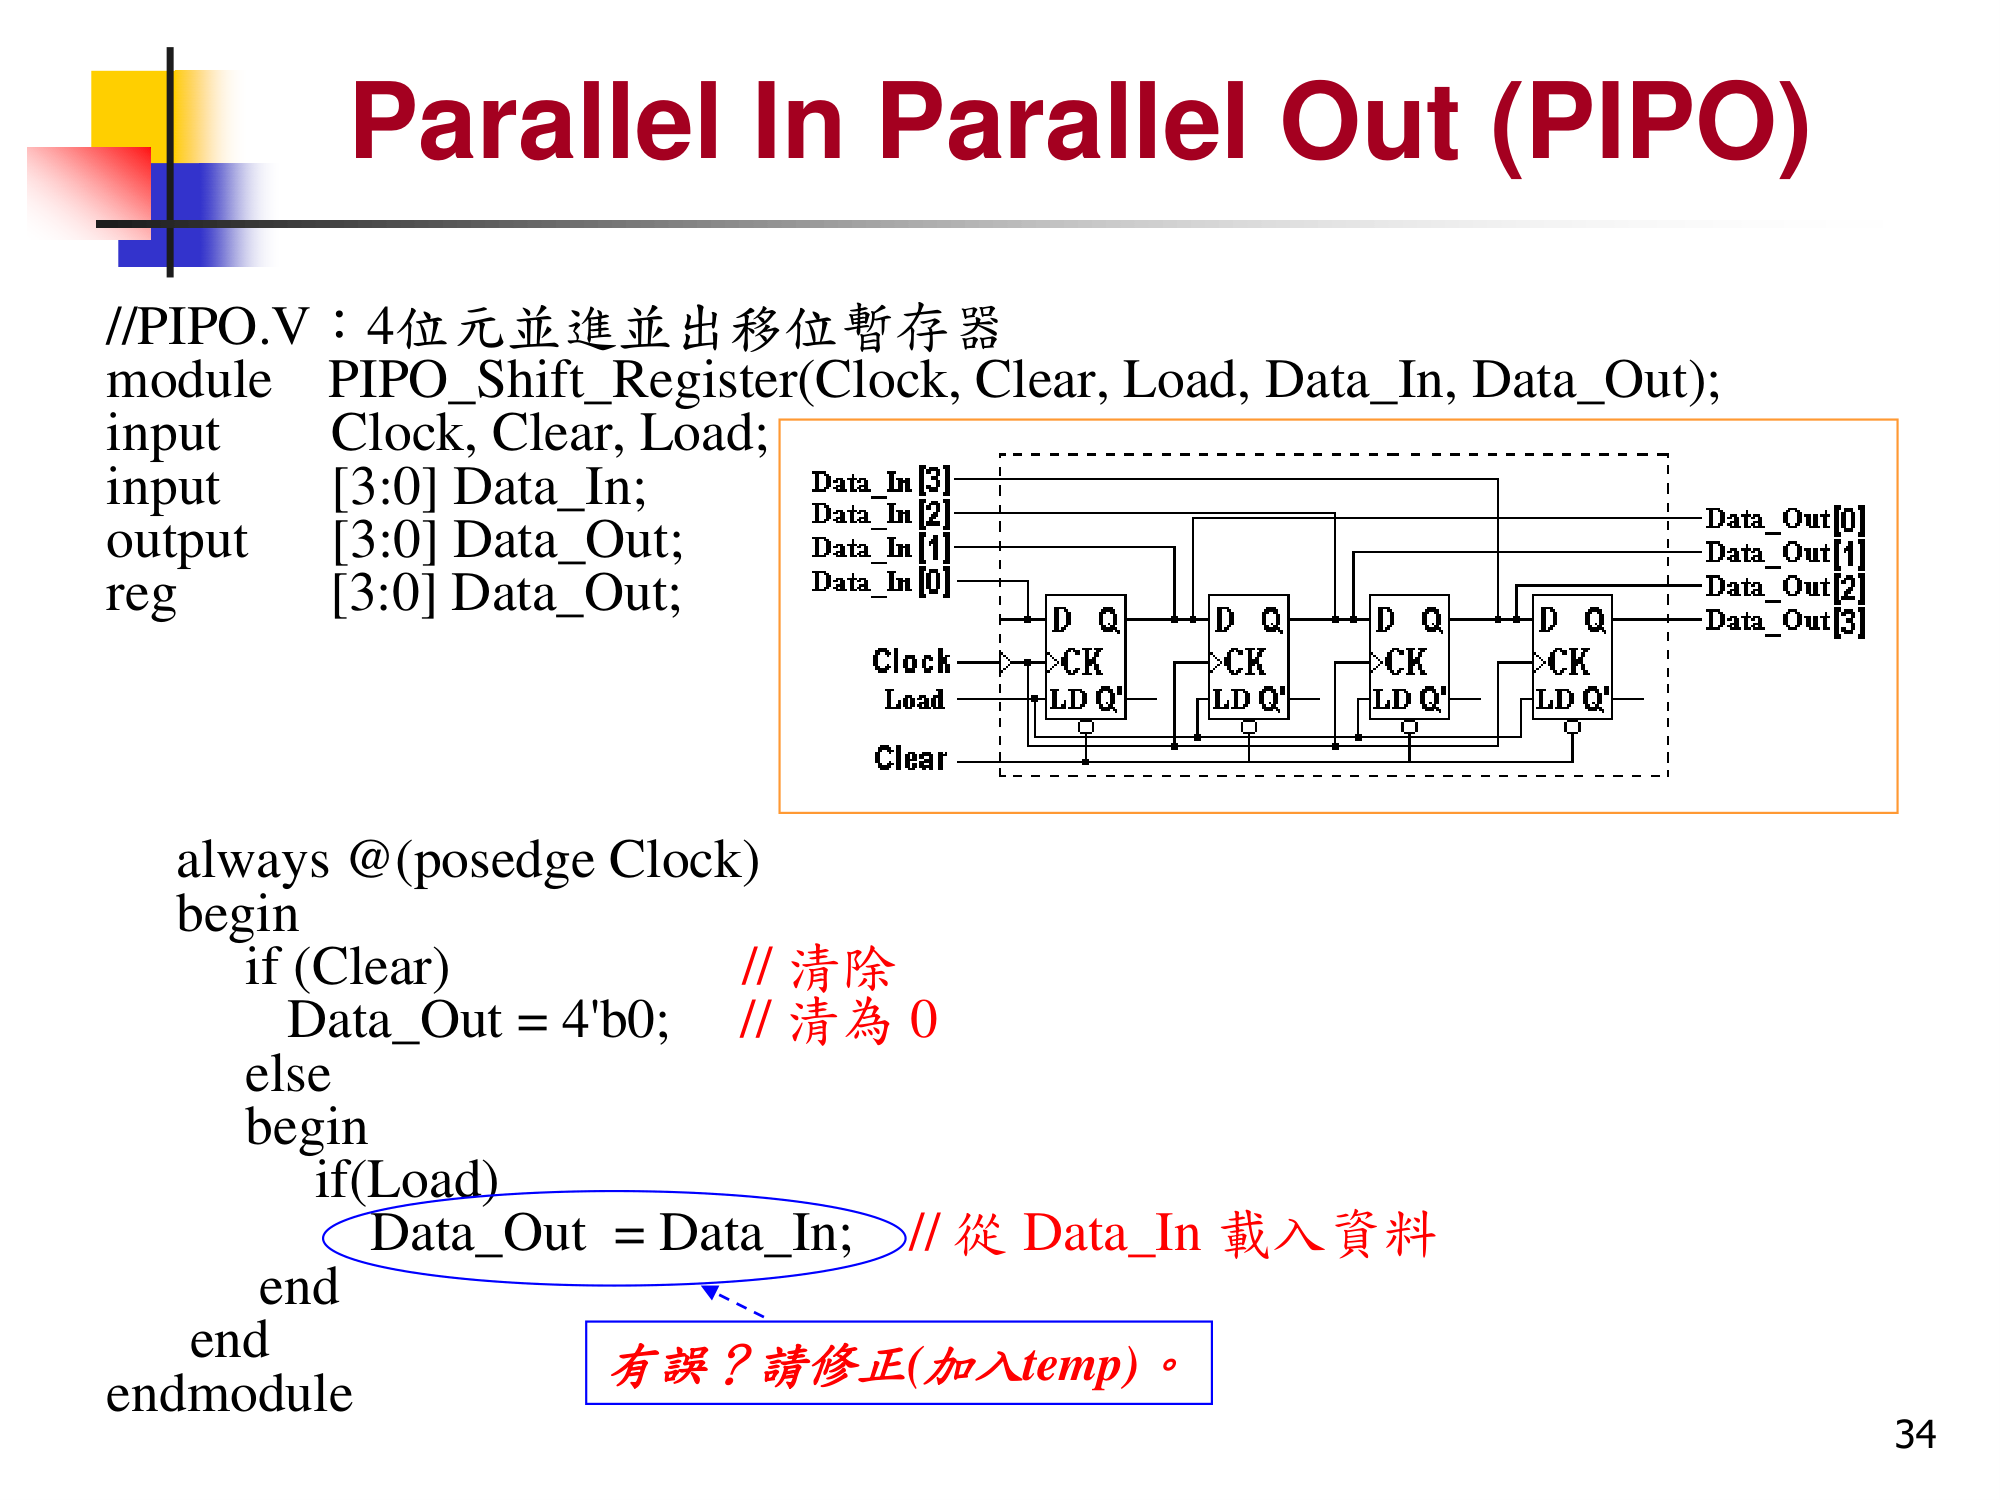 Parallel In Parallel Out (PIPO)
//PIPO.V：4位元並進並出移位暫存器
module PIPO_Shift_Register(Clock, Clear, Load, Data_In, Data_Out);
input Clock, Clear, Load;
input [3:0] Data_In;
output [3:0] Data_Out;
reg [3:0] Data_Out;
Data_In[3]
Data_In[2]
Data_In[1]
Data_In[0]
Data_Out[0]
Data_Out[1]
Data_Out[2]
Data_Out[3]
D Q D Q D Q D Q
Clock CK CK CK CK
Load LD Q' LD Q' LD Q' LD Q'
Clear
always @(posedge Clock)
begin
if (Clear) // 清除
Data_Out = 4'b0; // 清為 0
else
begin
if(Load)
Data_Out = Data_In; // 從 Data_In 載入資料
end
end
endmodule
有誤？請修正(加入temp)。
34